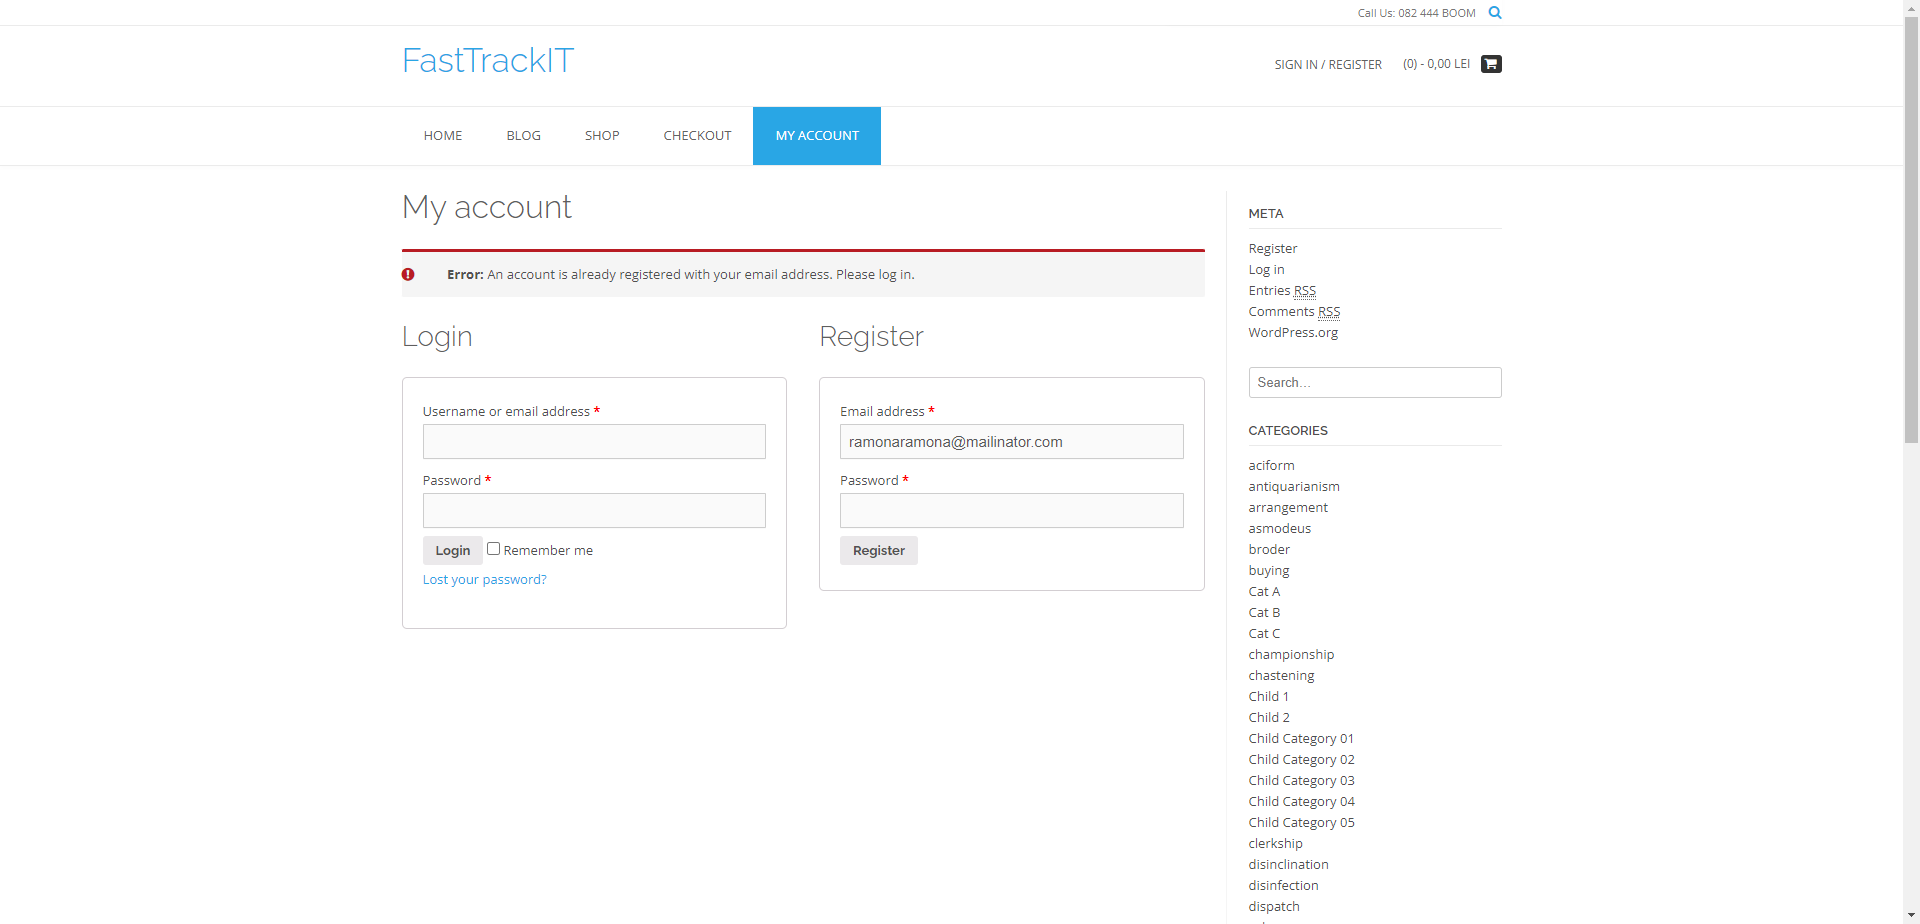 Call Us: 082 444 BOOM
FastTrackIT
SIGN IN / REGISTER
(0) - 0,00 LEI
HOME
BLOG
SHOP
CHECKOUT
MY ACCOUNT
My account
Error: An account is already registered with your email address. Please log in.
Login
Username or email address *
Password *
Login
Remember me
Lost your password?
Register
Email address *
ramonaramona@mailinator.com
Password *
Register
META
Register
Log in
Entries RSS
Comments RSS
WordPress.org
Search…
CATEGORIES
aciform
antiquarianism
arrangement
asmodeus
broder
buying
Cat A
Cat B
Cat C
championship
chastening
Child 1
Child 2
Child Category 01
Child Category 02
Child Category 03
Child Category 04
Child Category 05
clerkship
disinclination
disinfection
dispatch